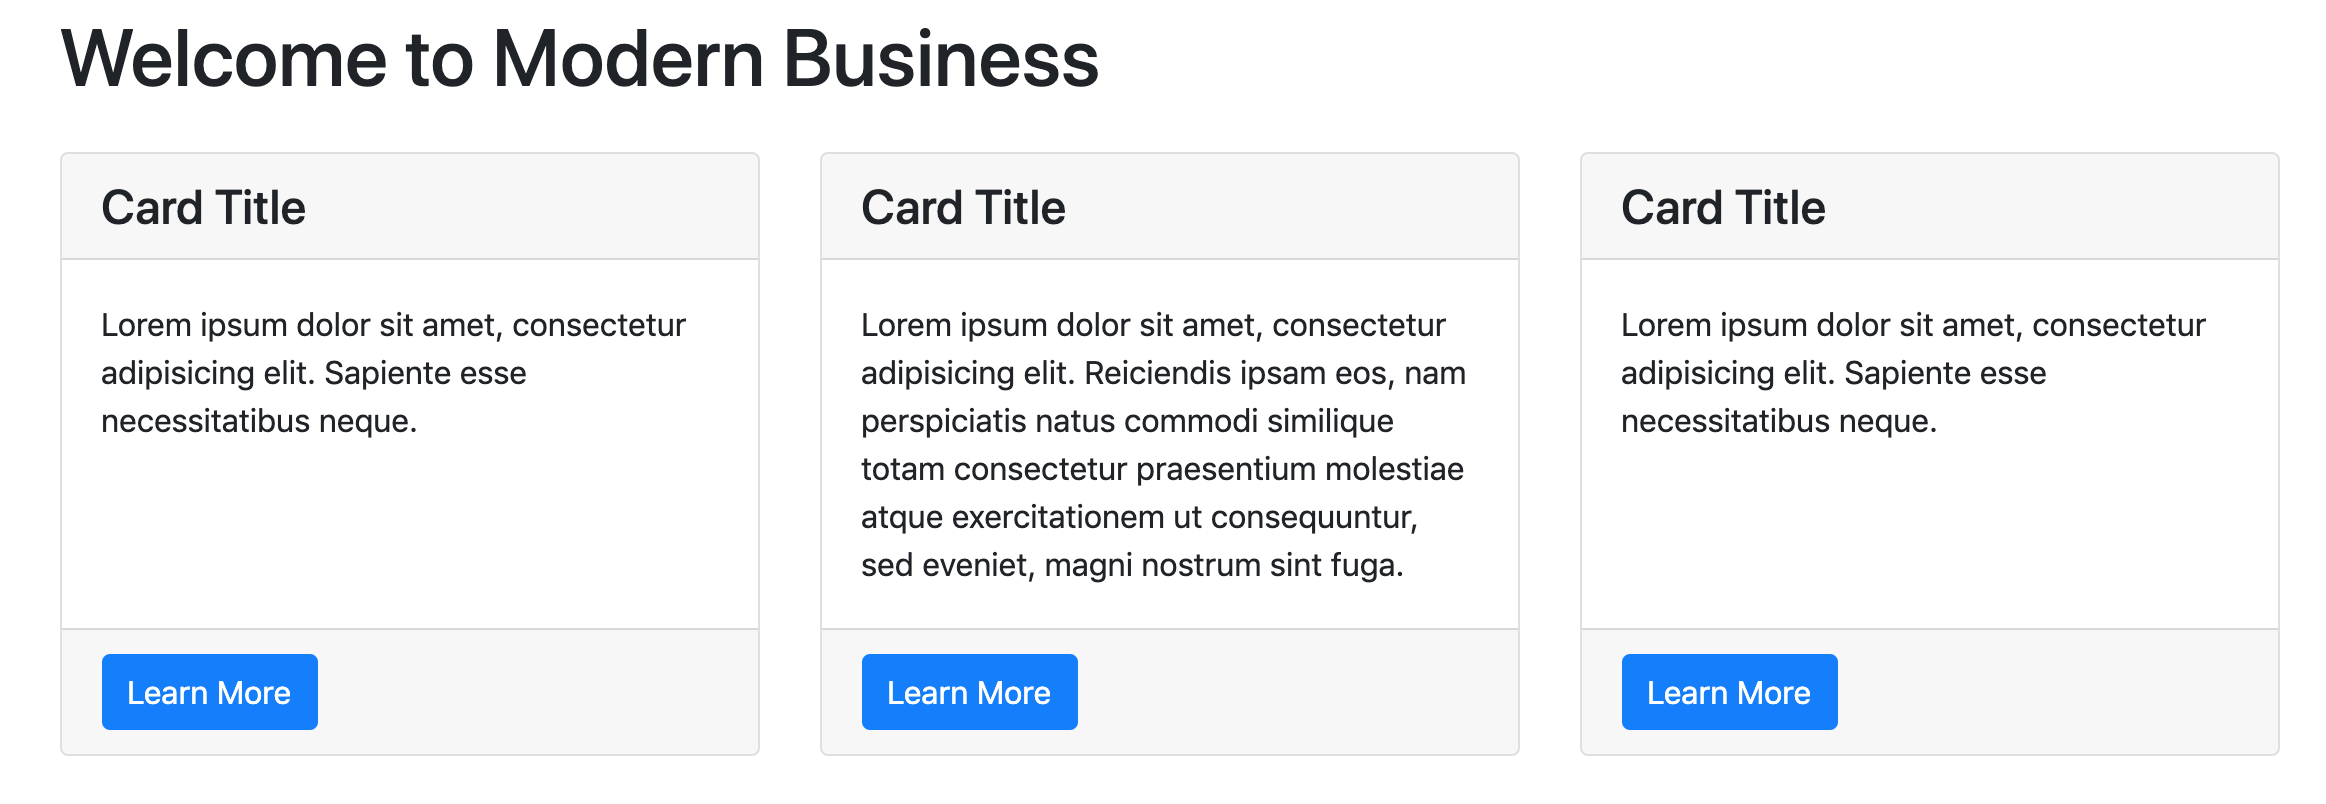 Welcome to Modern Business
Card Title
Lorem ipsum dolor sit amet, consectetur
adipisicing elit. Sapiente esse
necessitatibus neque.
Learn More
Card Title
Lorem ipsum dolor sit amet, consectetur
adipisicing elit. Reiciendis ipsam eos, nam
perspiciatis natus commodi similique
totam consectetur praesentium molestiae
atque exercitationem ut consequuntur,
sed eveniet, magni nostrum sint fuga.
Learn More
Card Title
Lorem ipsum dolor sit amet, consectetur
adipisicing elit. Sapiente esse
necessitatibus neque.
Learn More